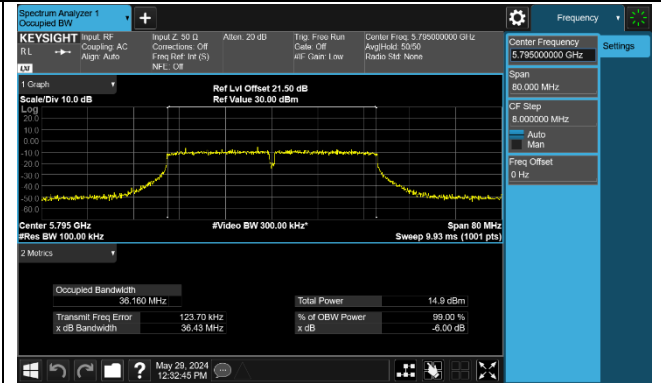 Spectrum Analyzer 1
Occupied BW
Frequency
KEYSIGHT
RL
Input: RF
Coupling: AC
Align: Auto
Input Z: 50 Ω
Corrections: Off
Freq Ref: Int (S)
NFE: Off
Atten: 20 dB
Trig: Free Run
Gate: Off
#IF Gain: Low
Center Freq: 5.795000000 GHz
Avg|Hold: 50/50
Radio Std: None
LXI
Center Frequency
5.795000000 GHz
Settings
Span
80.000 MHz
CF Step
8.000000 MHz
Auto
Man
Freq Offset
0 Hz
1 Graph
Scale/Div 10.0 dB
Ref Lvl Offset 21.50 dB
Ref Value 30.00 dBm
Log
20.0
10.0
0.00
-10.0
-20.0
-30.0
-40.0
-50.0
-60.0
Center 5.795 GHz
#Res BW 100.00 kHz
#Video BW 300.00 kHz*
Span 80 MHz
Sweep 9.93 ms (1001 pts)
2 Metrics
Occupied Bandwidth
36.160 MHz
Total Power 14.9 dBm
Transmit Freq Error 123.70 kHz
% of OBW Power 99.00 %
x dB Bandwidth 36.43 MHz
x dB -6.00 dB
May 29, 2024
12:32:45 PM